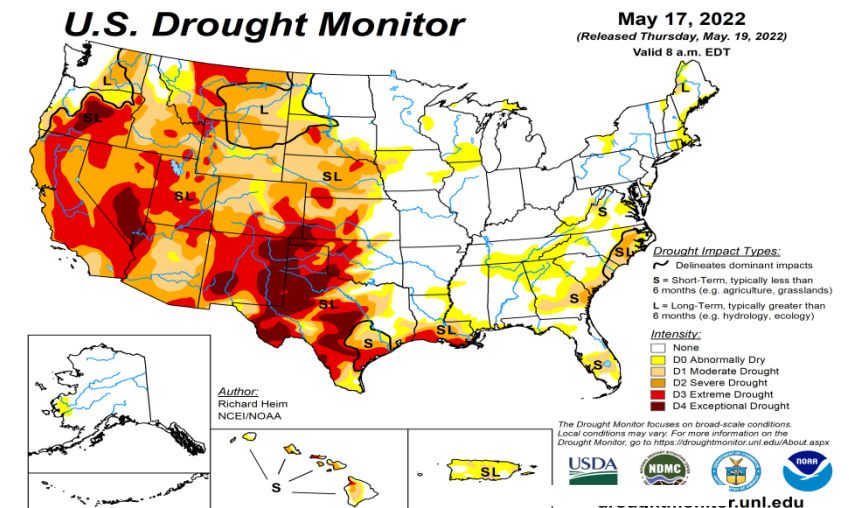 U.S. Drought Monitor
May 17, 2022
(Released Thursday, May. 19, 2022)
Valid 8 a.m. EDT
L
SL
L
SL
SL
SL
S
SL
L
S
SL
S
S
Drought Impact Types:
Delineates dominant impacts
S = Short-Term, typically less than
6 months (e.g. agriculture, grasslands)
L = Long-Term, typically greater than
6 months (e.g. hydrology, ecology)
Intensity:
None
D0 Abnormally Dry
D1 Moderate Drought
D2 Severe Drought
D3 Extreme Drought
D4 Exceptional Drought
Author:
Richard Heim
NCEI/NOAA
S
SL
The Drought Monitor focuses on broad-scale conditions.
Local conditions may vary. For more information on the
Drought Monitor, go to https://droughtmonitor.unl.edu/About.aspx
USDA
NDMC
NOAA
droughtmonitor.unl.edu